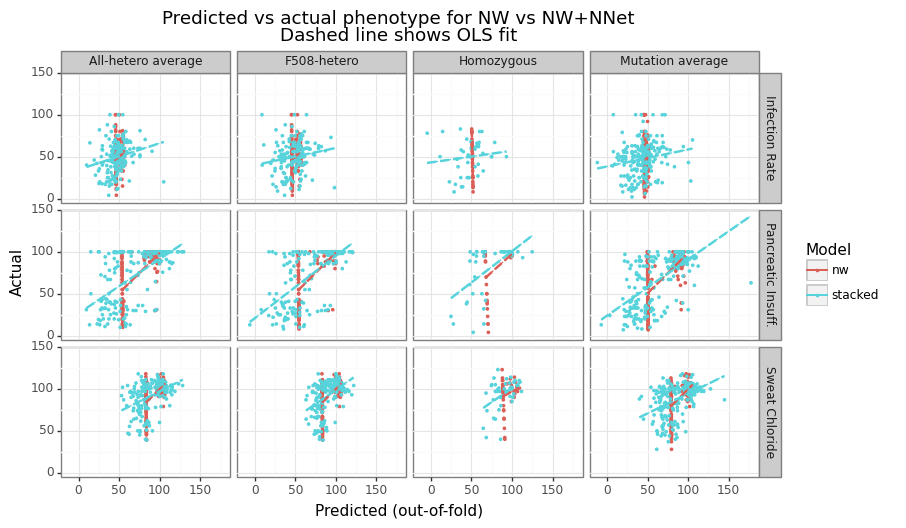 Predicted vs actual phenotype for NW vs NW+NNet
Dashed line shows OLS fit
All-hetero average
F508-hetero
Homozygous
Mutation average
150
100
50
0
Infection Rate
150
100
50
0
Pancreatic Insuff.
150
100
50
0
Sweat Chloride
Actual
0 50 100 150
0 50 100 150
0 50 100 150
0 50 100 150
Predicted (out-of-fold)
Model
nw
stacked